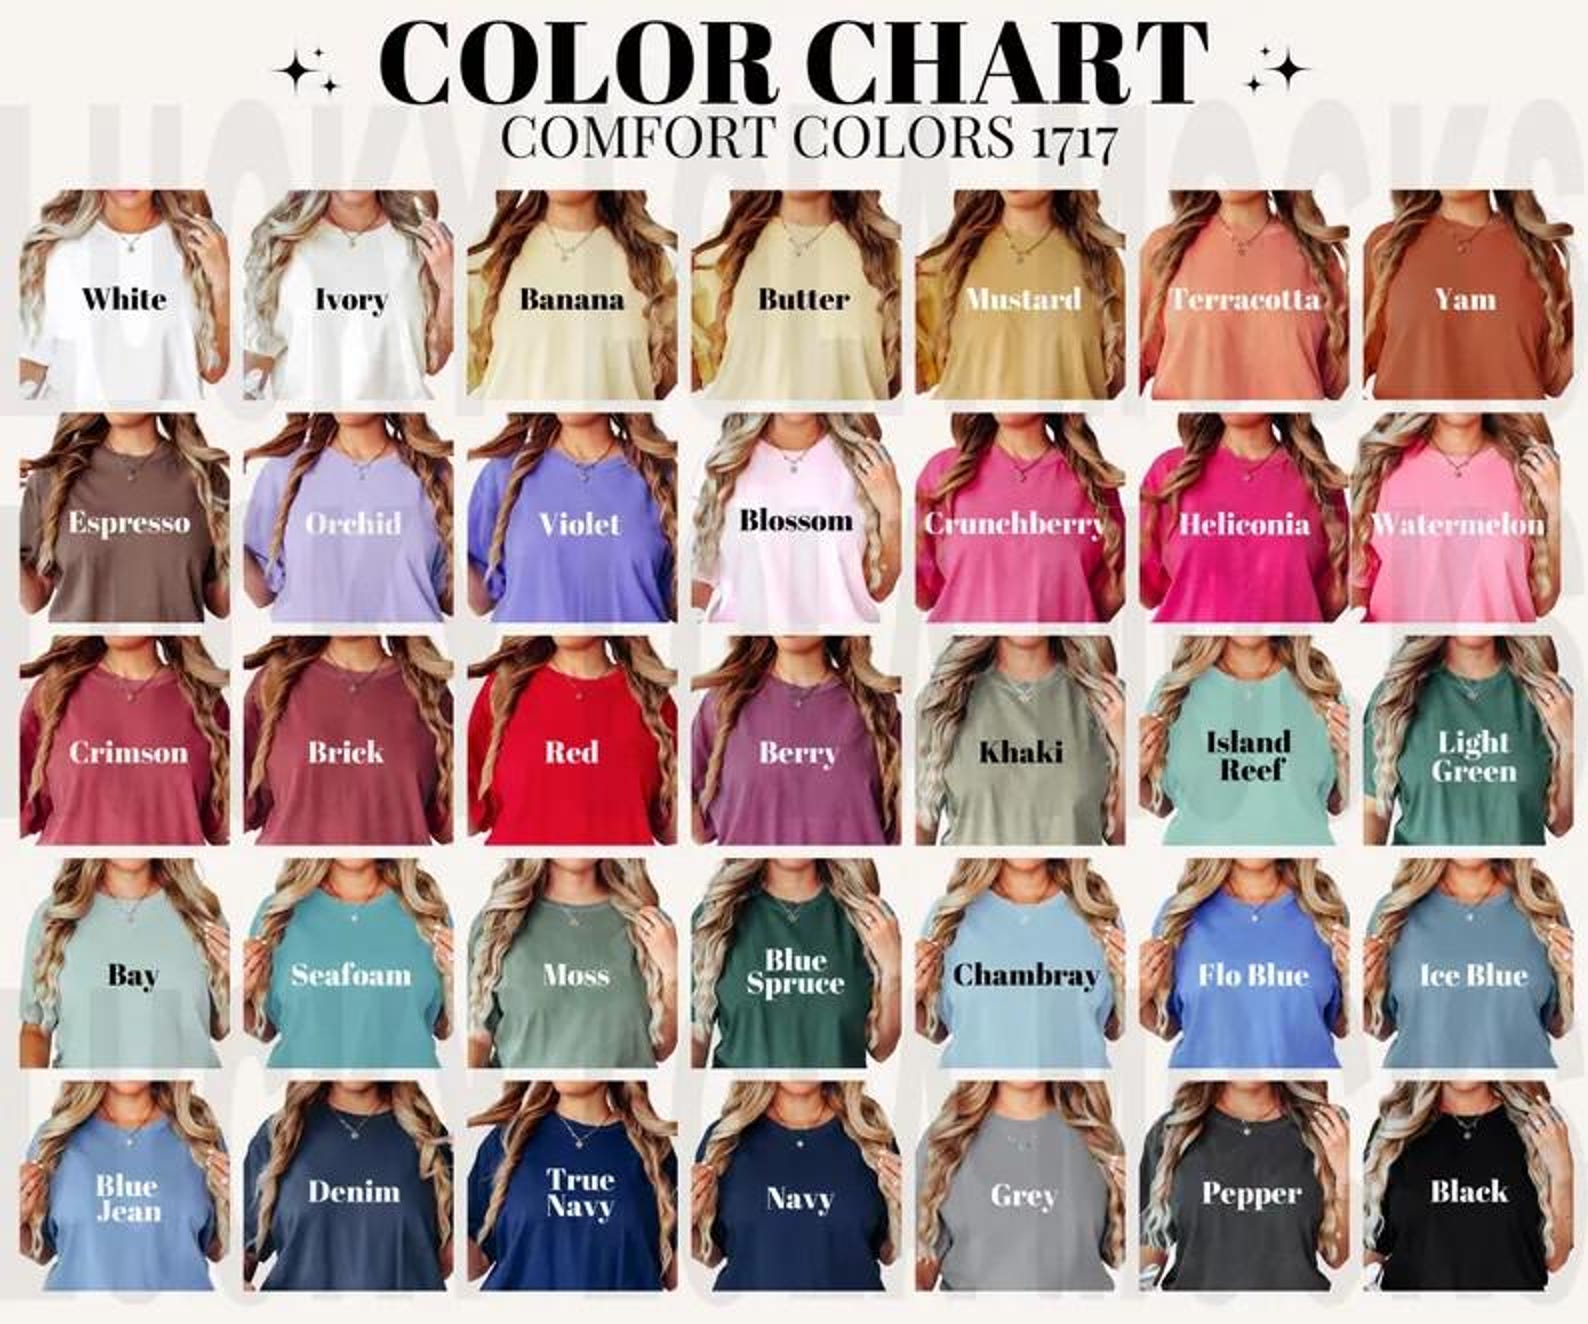 COLOR CHART
COMFORT COLORS 1717
White
Ivory
Banana
Butter
Mustard
Terracotta
Yam
Espresso
Orchid
Violet
Blossom
Crunchberry
Heliconia
Watermelon
Crimson
Brick
Red
Berry
Khaki
Island
Reef
Light
Green
Bay
Seafoam
Moss
Blue
Spruce
Chambray
Flo Blue
Ice Blue
Blue
Jean
Denim
True
Navy
Navy
Grey
Pepper
Black